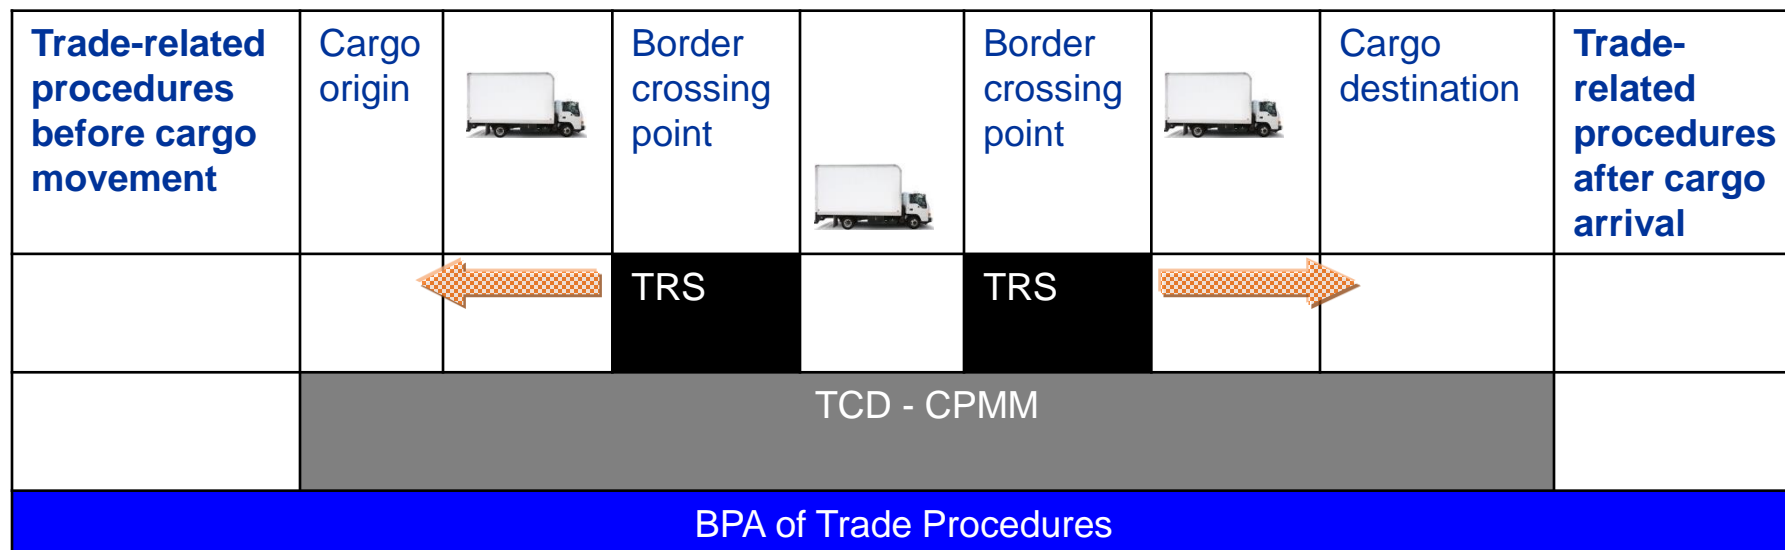 Trade-related
procedures
before cargo
movement
Cargo
origin
Border
crossing
point
Border
crossing
point
Cargo
destination
Trade-
related
procedures
after cargo
arrival
TRS
TRS
TCD - CPMM
BPA of Trade Procedures